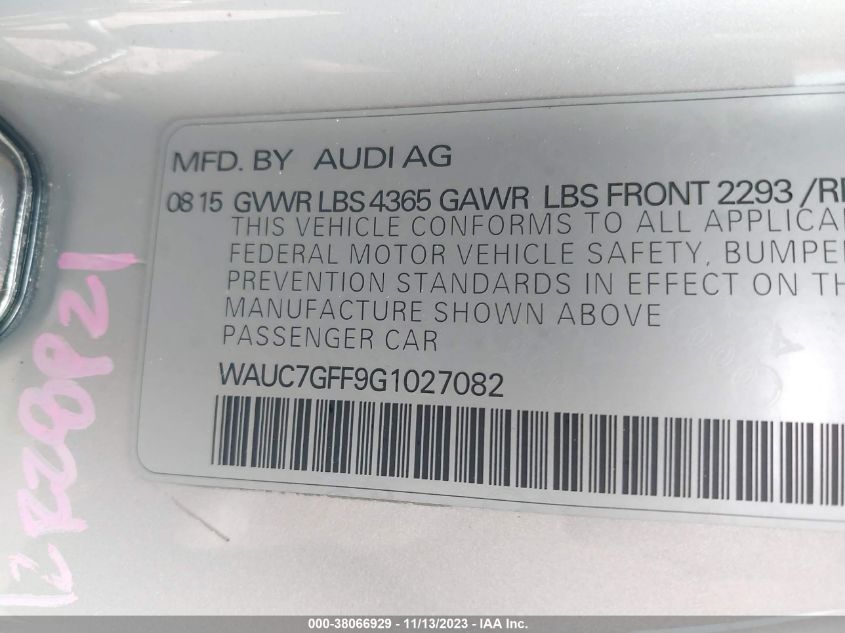 MFD. BY AUDI AG
08 15 GVWR LBS 4365 GAWR LBS FRONT 2293 /R
THIS VEHICLE CONFORMS TO ALL APPLICA
FEDERAL MOTOR VEHICLE SAFETY, BUMPE
PREVENTION STANDARDS IN EFFECT ON TH
MANUFACTURE SHOWN ABOVE
PASSENGER CAR
WAUC7GFF9G1027082
000-38066929 - 11/13/2023 - IAA Inc.